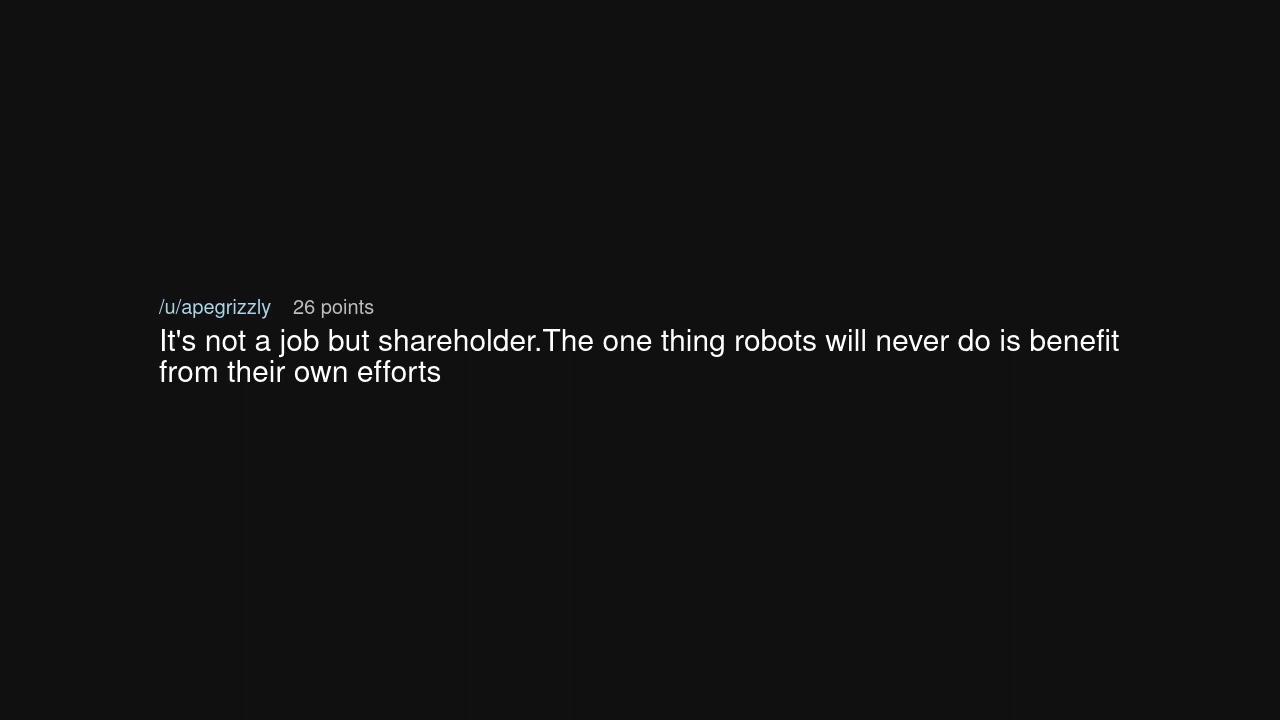 /u/apegrizzly 26 points
It's not a job but shareholder.The one thing robots will never do is benefit
from their own efforts